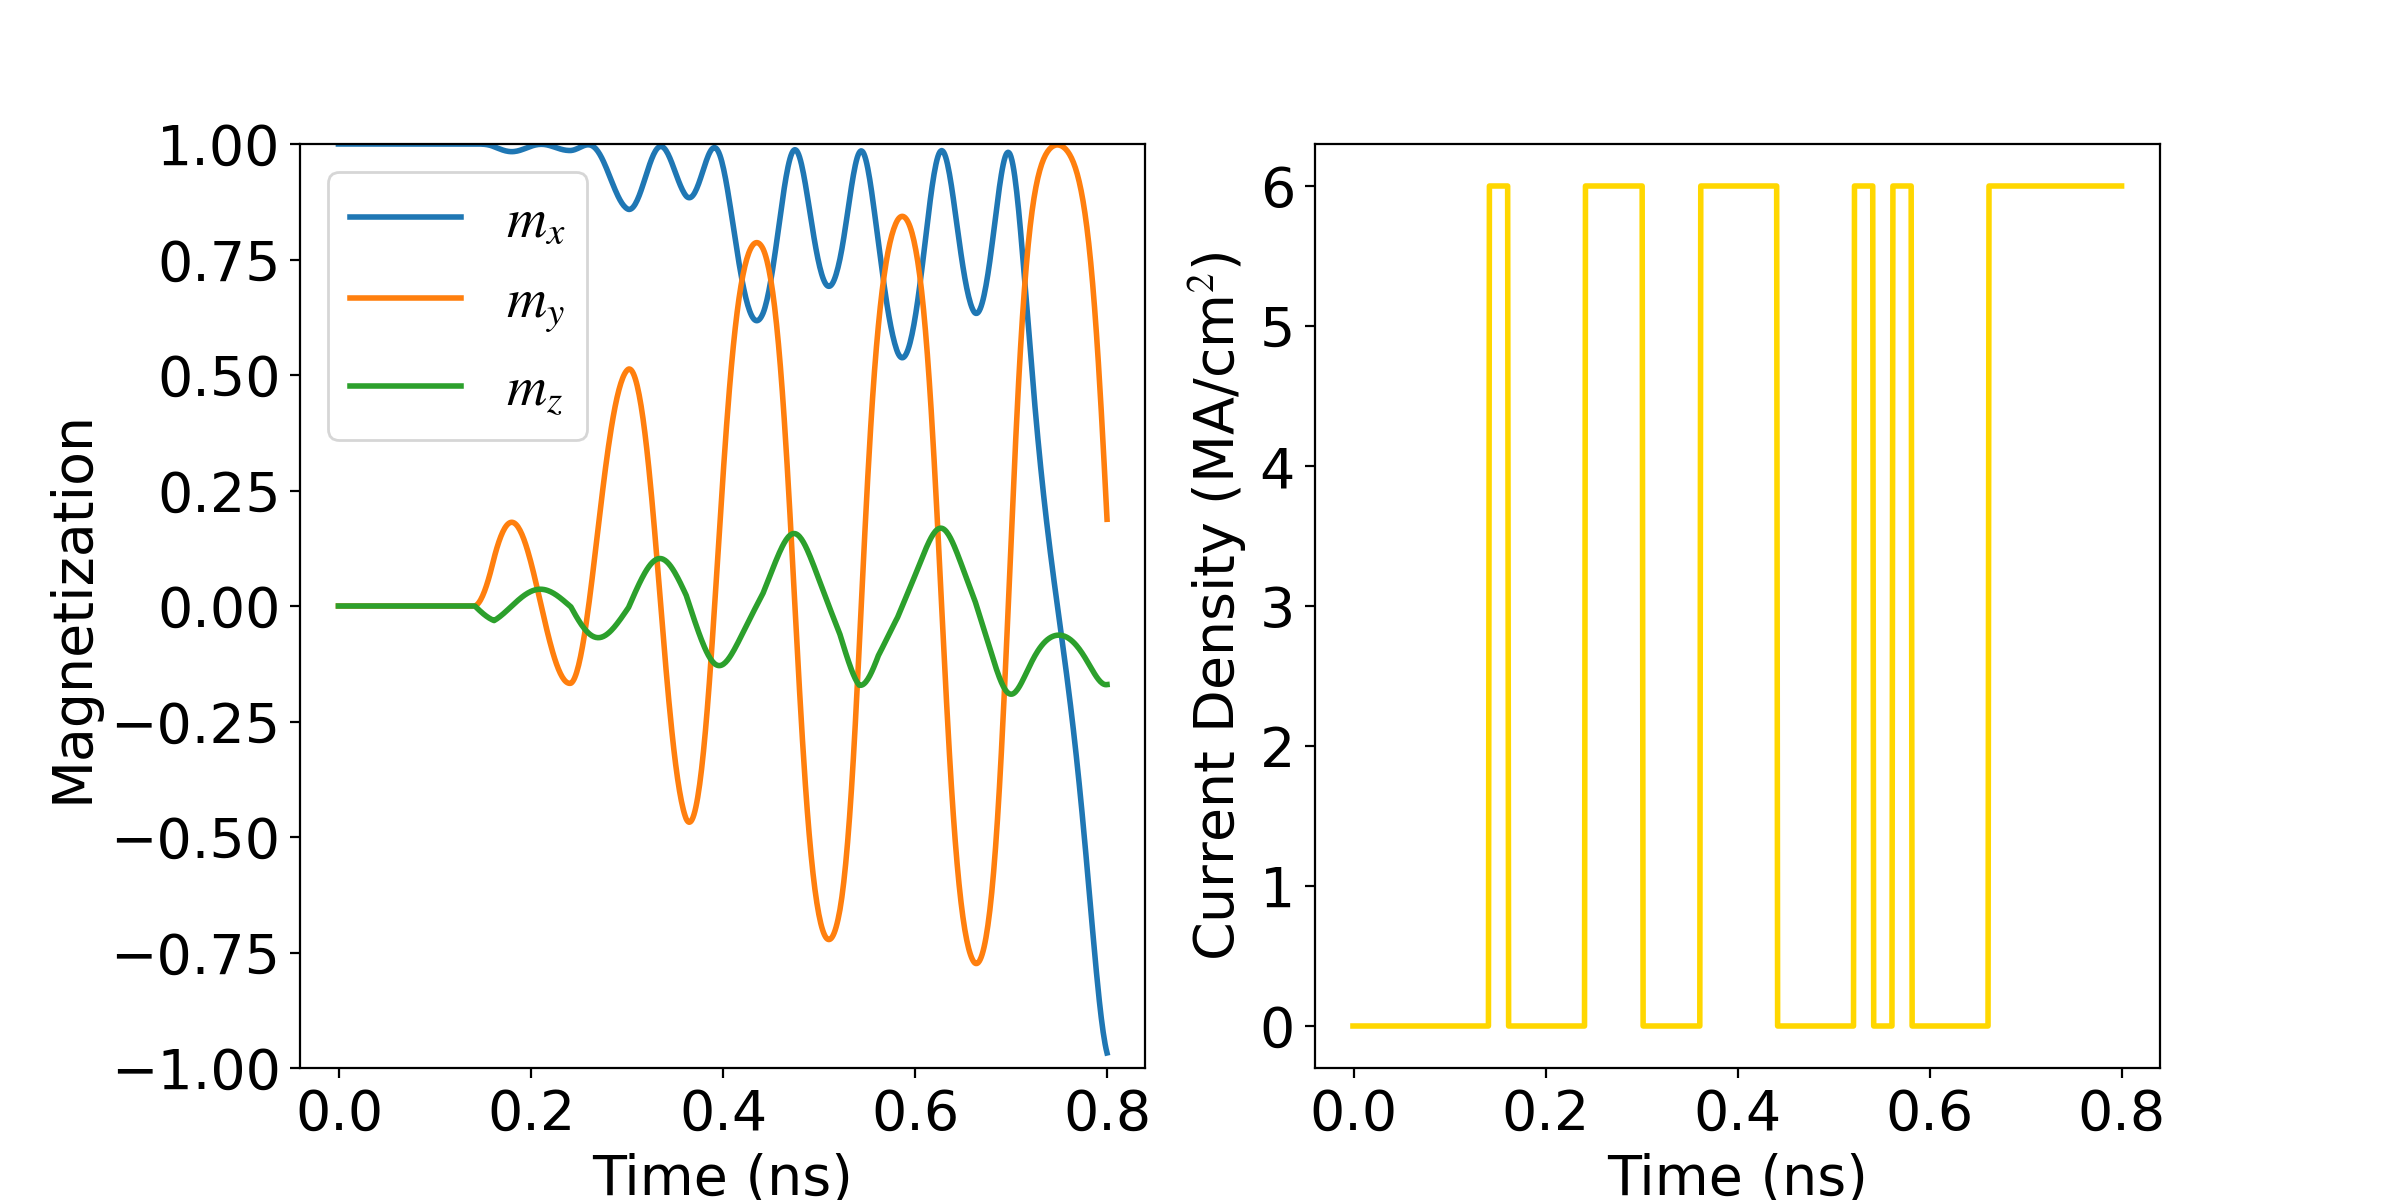 Magnetization
1.00
0.75
0.50
0.25
0.00
−0.25
−0.50
−0.75
−1.00
m_x
m_y
m_z
0.0 0.2 0.4 0.6 0.8
Time (ns)
Current Density (MA/cm²)
6
5
4
3
2
1
0
0.0 0.2 0.4 0.6 0.8
Time (ns)